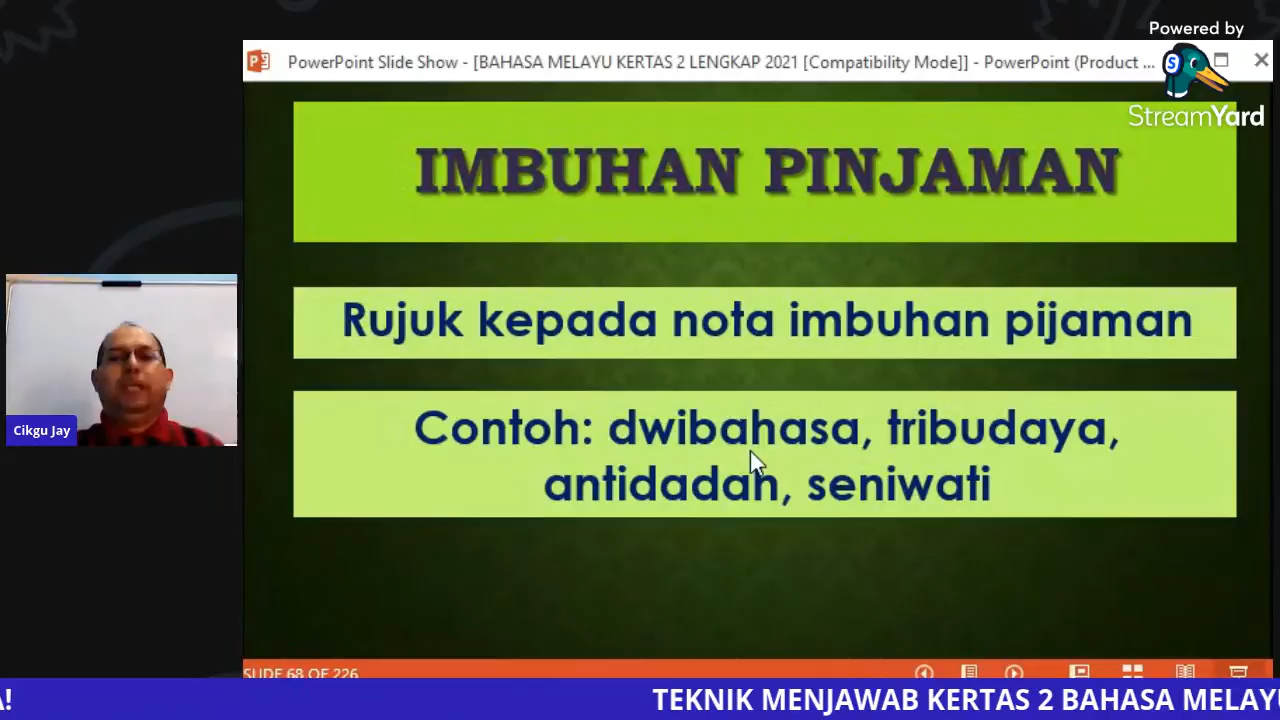 Powered by
StreamYard
PowerPoint Slide Show - [BAHASA MELAYU KERTAS 2 LENGKAP 2021 [Compatibility Mode]] - PowerPoint (Product ...
IMBUHAN PINJAMAN
Rujuk kepada nota imbuhan pijaman
Contoh: dwibahasa, tribudaya,
antidadah, seniwati
Cikgu Jay
SLIDE 68 OF 226
A!
TEKNIK MENJAWAB KERTAS 2 BAHASA MELAYU